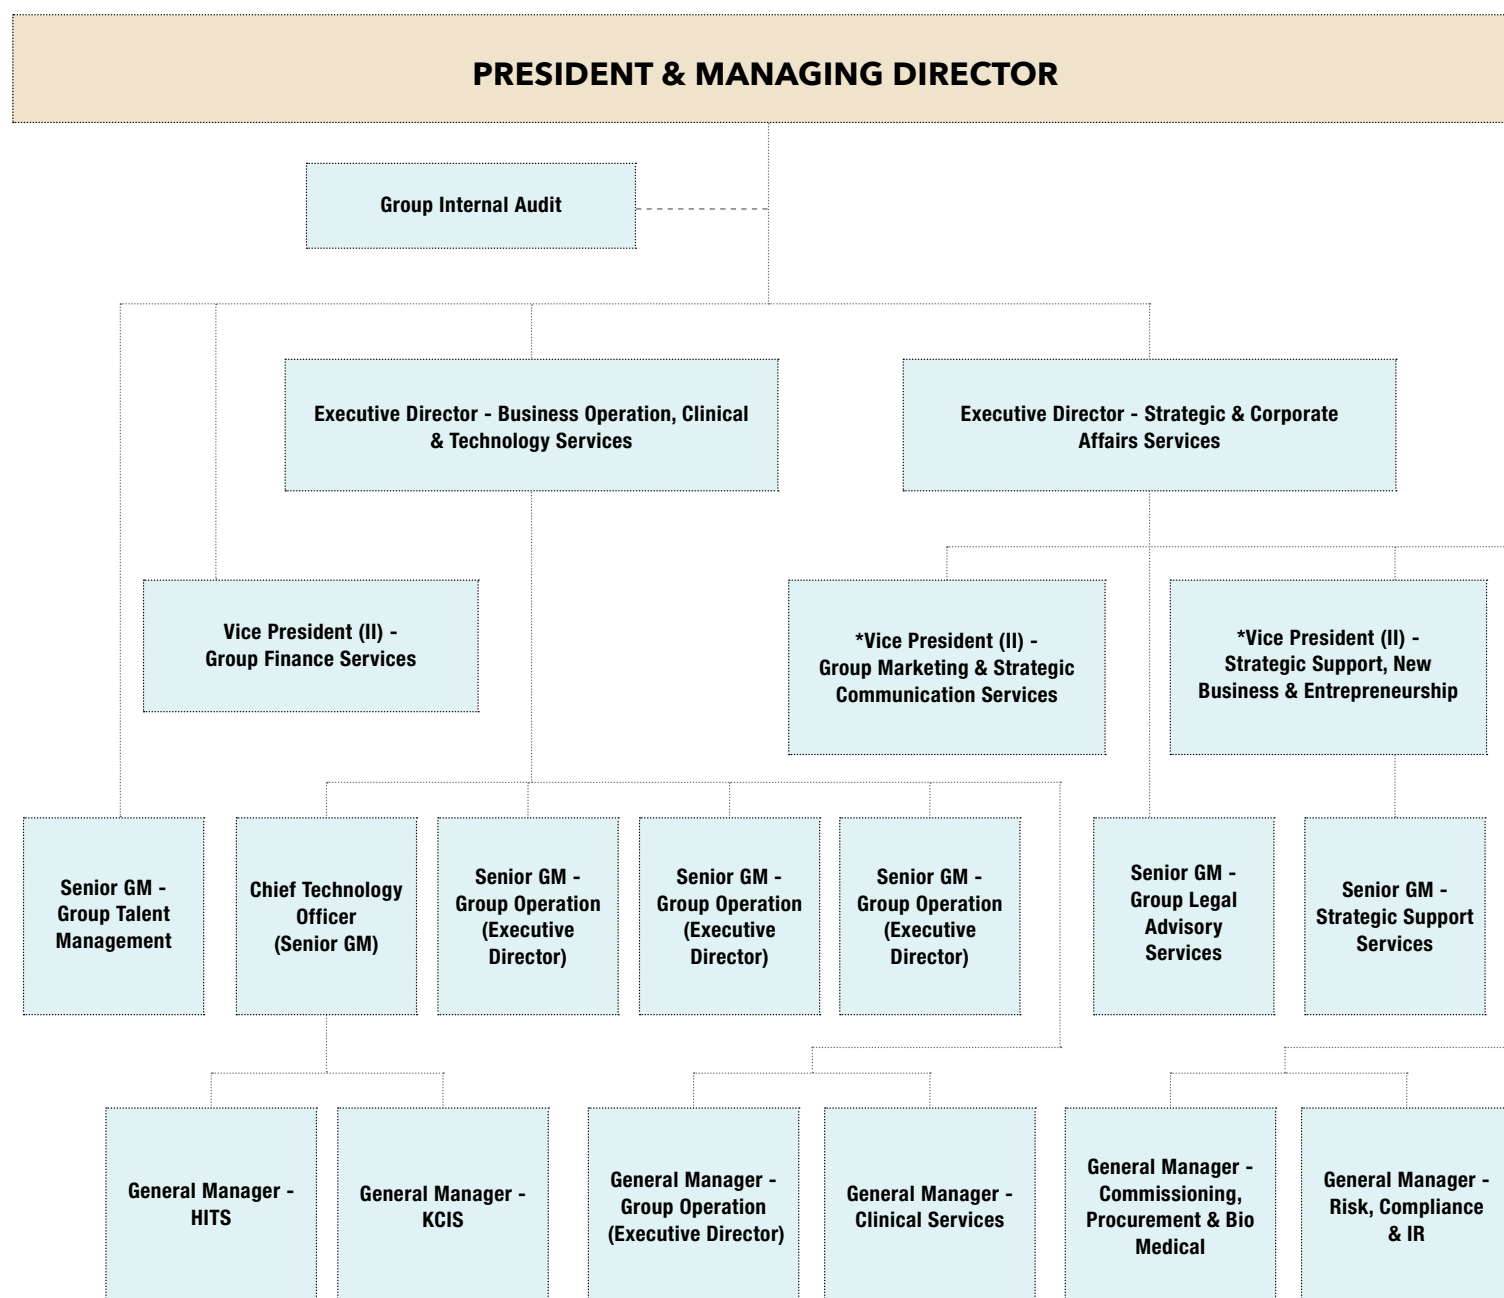 PRESIDENT & MANAGING DIRECTOR
Group Internal Audit
Executive Director - Business Operation, Clinical
& Technology Services
Executive Director - Strategic & Corporate
Affairs Services
Vice President (II) -
Group Finance Services
*Vice President (II) -
Group Marketing & Strategic
Communication Services
*Vice President (II) -
Strategic Support, New
Business & Entrepreneurship
Senior GM -
Group Talent
Management
Chief Technology
Officer
(Senior GM)
Senior GM -
Group Operation
(Executive
Director)
Senior GM -
Group Operation
(Executive
Director)
Senior GM -
Group Operation
(Executive
Director)
Senior GM -
Group Legal
Advisory
Services
Senior GM -
Strategic Support
Services
General Manager -
HITS
General Manager -
KCIS
General Manager -
Group Operation
(Executive Director)
General Manager -
Clinical Services
General Manager -
Commissioning,
Procurement & Bio
Medical
General Manager -
Risk, Compliance
& IR